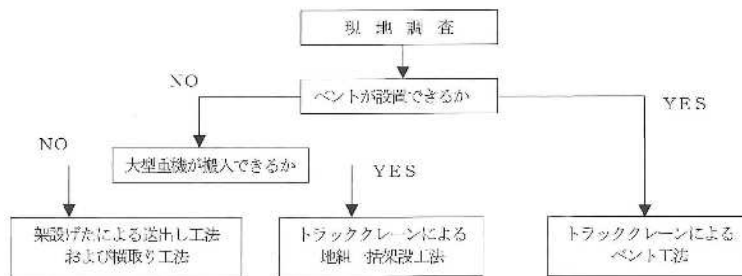 現地調査
NO
ベントが設置できるか
YES
NO
大型重機が搬入できるか
YES
架設げたによる送出し工法
および横取り工法
トラッククレーンによる
地組一括架設工法
トラッククレーンによる
ベント工法